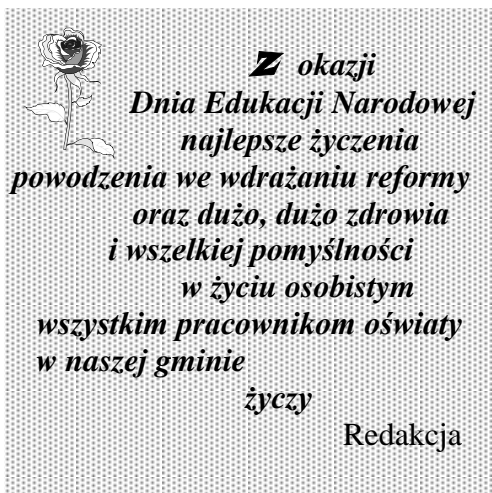 Z okazji
Dnia Edukacji Narodowej
najlepsze życzenia
powodzenia we wdrażaniu reformy
oraz dużo, dużo zdrowia
i wszelkiej pomyślności
w życiu osobistym
wszystkim pracownikom oświaty
w naszej gminie
życzy
Redakcja